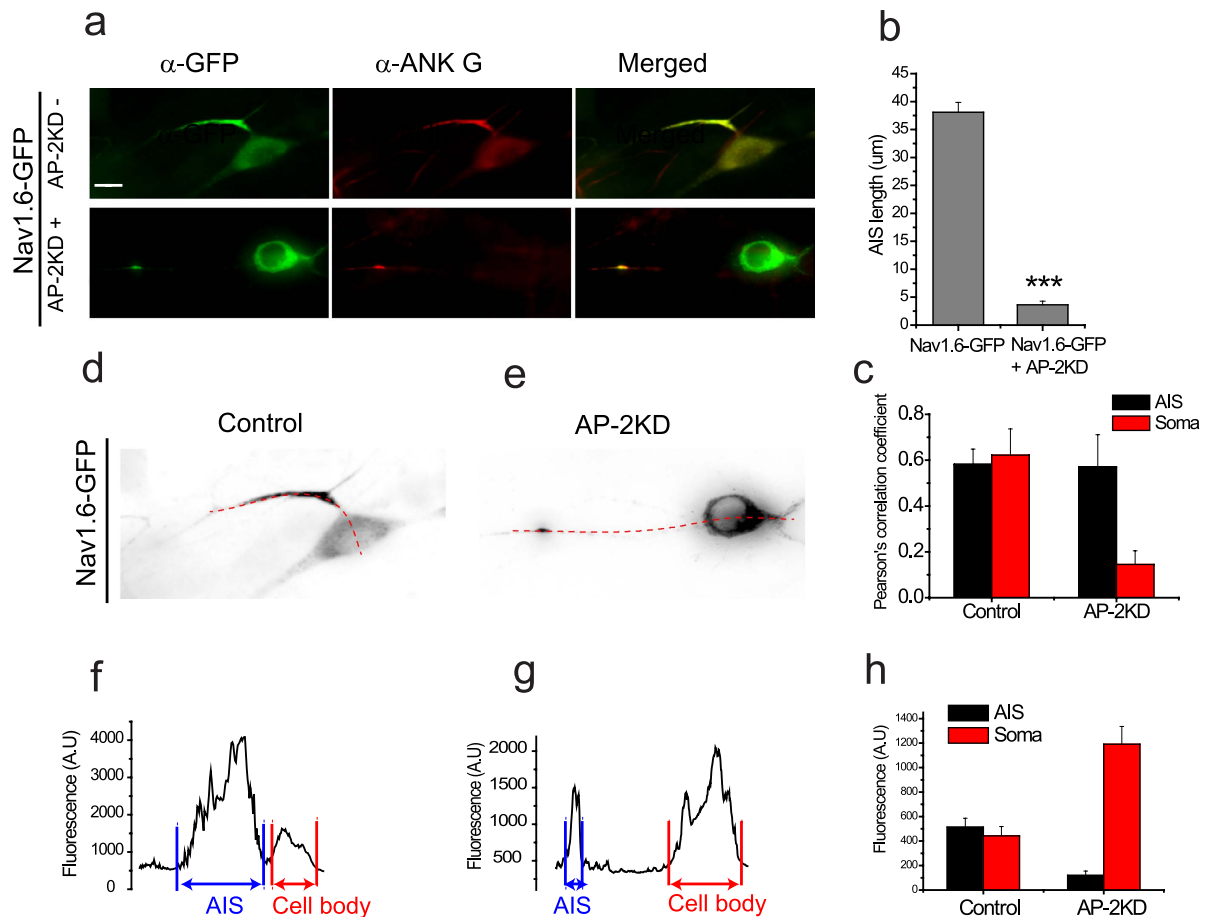 a
α-GFP
α-ANK G
Merged
Nav1.6-GFP
AP-2KD -
AP-2KD +
α-GFP
Merged
b
AIS length (um)
45
40
35
30
25
20
15
10
5
0
***
Nav1.6-GFP
Nav1.6-GFP
+ AP-2KD
c
Pearson's correlation coefficient
0.8
0.6
0.4
0.2
0.0
AIS
Soma
Control
AP-2KD
d
Control
Nav1.6-GFP
e
AP-2KD
f
Fluorescence (A.U)
4000
3000
2000
1000
0
AIS
Cell body
g
Fluorescence (A.U)
2000
1500
1000
500
AIS
Cell body
h
Fluorescence (A.U)
1400
1200
1000
800
600
400
200
0
AIS
Soma
Control
AP-2KD